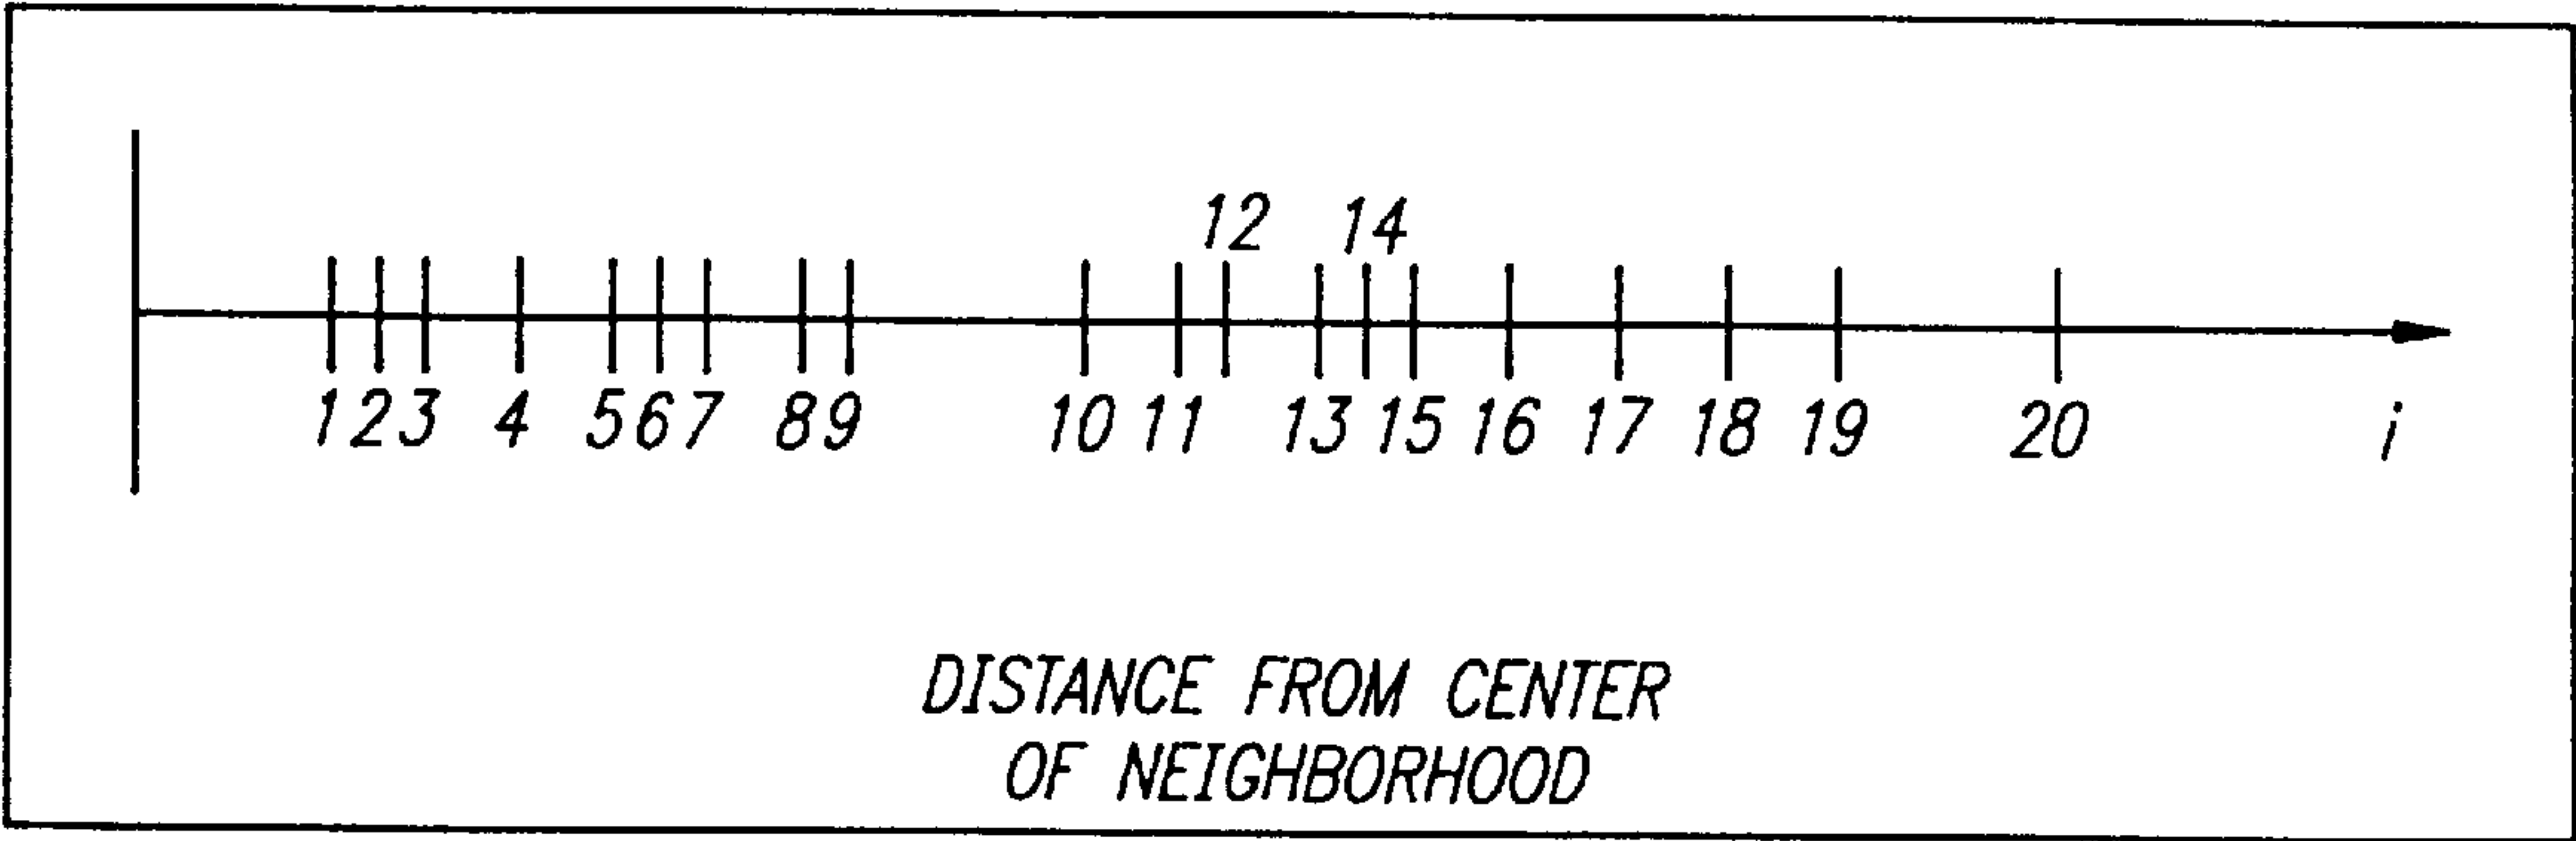 12 14
1 2 3 4 5 6 7 8 9 10 11 13 15 16 17 18 19 20 i
DISTANCE FROM CENTER
OF NEIGHBORHOOD